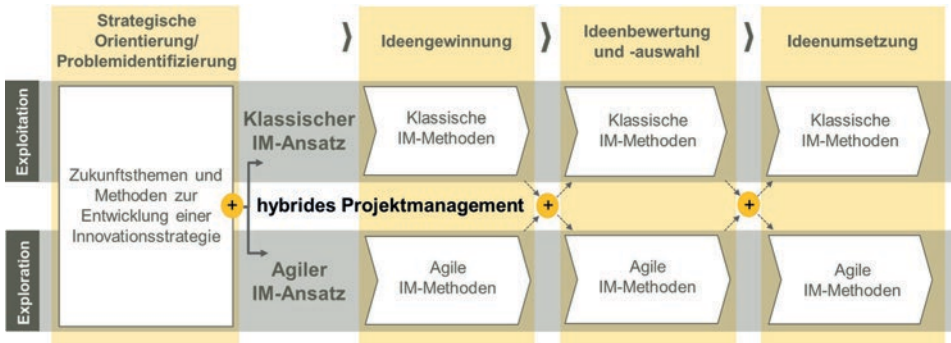 Strategische
Orientierung/
Problemidentifizierung
Ideengewinnung
Ideenbewertung
und -auswahl
Ideenumsetzung
Exploitation
Zukunftsthemen und
Methoden zur
Entwicklung einer
Innovationsstrategie
Klassischer
IM-Ansatz
Klassische
IM-Methoden
Klassische
IM-Methoden
Klassische
IM-Methoden
+ hybrides Projektmanagement + +
Exploration
Agiler
IM-Ansatz
Agile
IM-Methoden
Agile
IM-Methoden
Agile
IM-Methoden